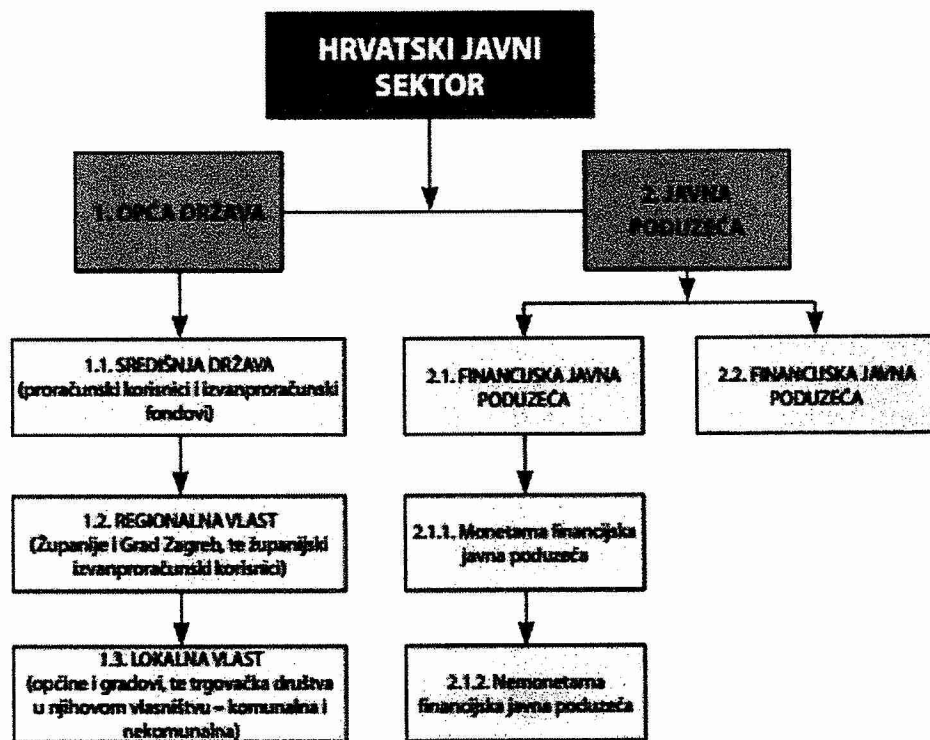 HRVATSKI JAVNI
SEKTOR
1. OPĆA DRŽAVA
2. JAVNA
PODUZEĆA
1.1. SREDIŠNJA DRŽAVA
(proračunski korisnici i izvanproračunski
fondovi)
2.1. FINANCIJSKA JAVNA
PODUZEĆA
2.2. FINANCIJSKA JAVNA
PODUZEĆA
1.2. REGIONALNA VLAST
(Županije i Grad Zagreb, te županijski
izvanproračunski korisnici)
2.1.1. Monetarna financijska
javna poduzeća
1.3. LOKALNA VLAST
(općine i gradovi, te trgovačka društva
u njihovom vlasništvu – komunalna i
nekomunalna)
2.1.2. Nemonetarna
financijska javna poduzeća